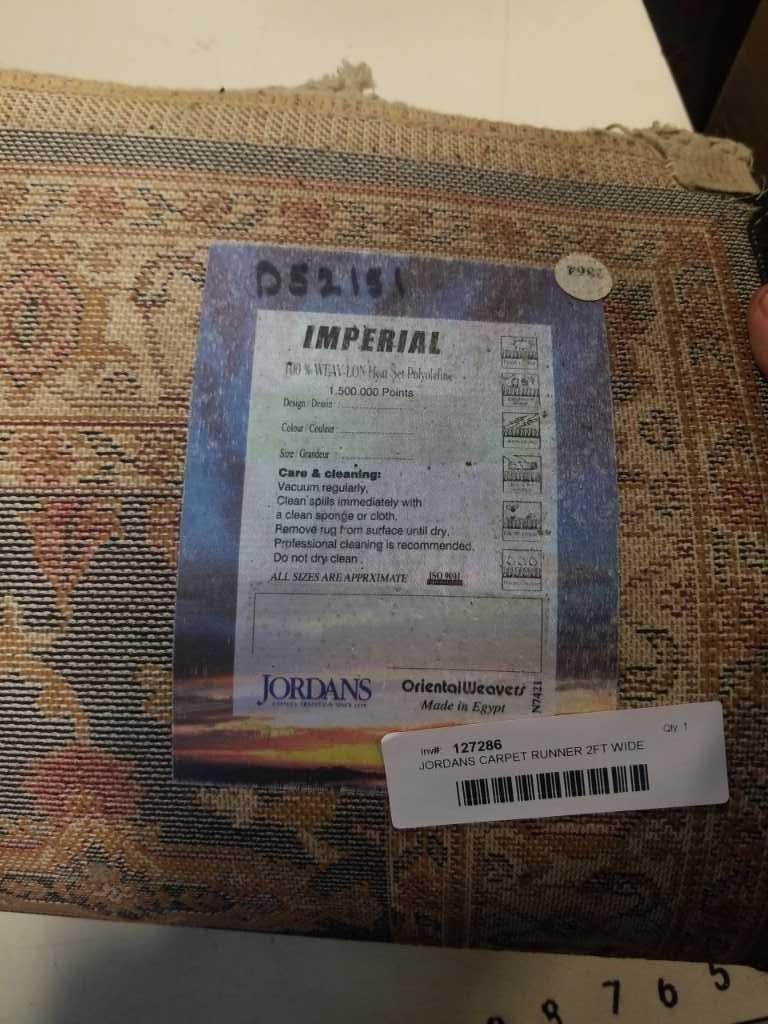 D52151
2864
IMPERIAL
100 % WEAV-LON Heat Set Polyolefine
1.500.000 Points
Design / Dessin :
Colour / Couleur :
Size / Grandeur :
Care & cleaning:
Vacuum regularly,
Clean spills immediately with
a clean sponge or cloth,
Remove rug from surface until dry,
Professional cleaning is recommended,
Do not dry clean .
ALL SIZES ARE APPRXIMATE ISO 9001
JORDAN'S
OrientalWeavers
Made in Egypt
N7421
Inv#: 127286
Qty: 1
JORDANS CARPET RUNNER 2FT WIDE
8 7 6 5